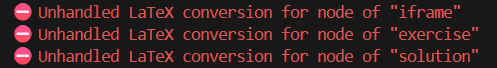 ⛔ Unhandled LaTeX conversion for node of "iframe"
⛔ Unhandled LaTeX conversion for node of "exercise"
⛔ Unhandled LaTeX conversion for node of "solution"